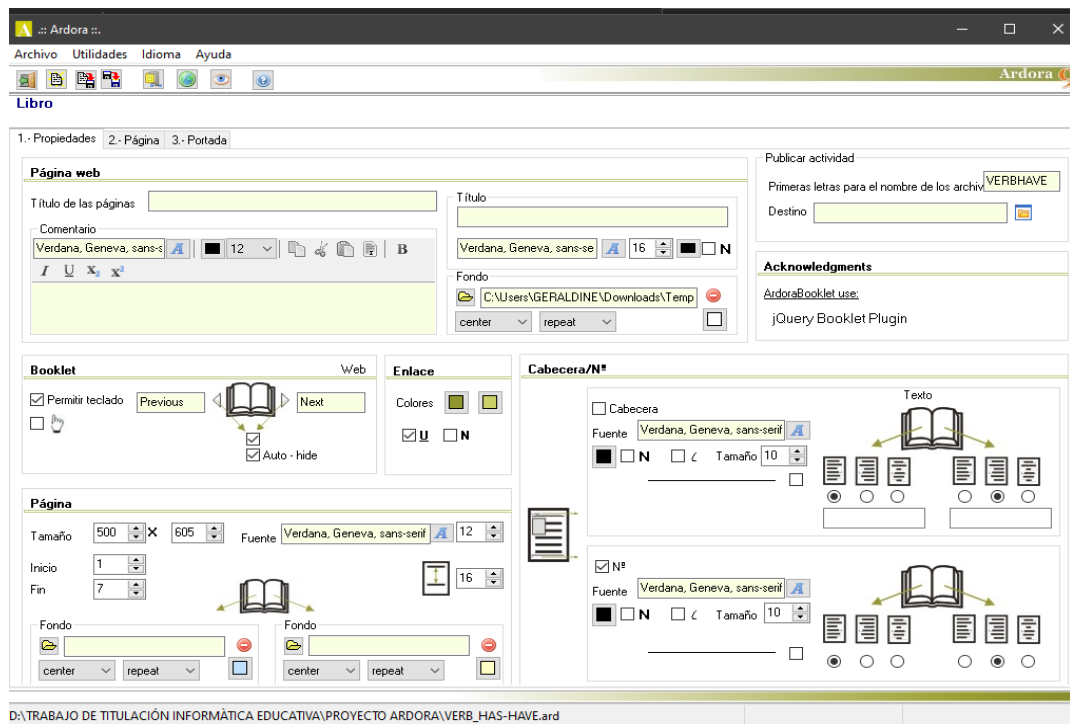 .:: Ardora ::.
Archivo Utilidades Idioma Ayuda
Ardora 9
Libro
1.- Propiedades 2.- Página 3.- Portada
Página web
Título de las páginas
Comentario
Verdana, Geneva, sans-s A 12 B
I U X₂ X²
Título
Verdana, Geneva, sans-se A 16 N
Fondo
C:\Users\GERALDINE\Downloads\Temp
center repeat
Publicar actividad
Primeras letras para el nombre de los archiv VERBHAVE
Destino
Acknowledgments
ArdoraBooklet use:
jQuery Booklet Plugin
Booklet Web
Permitir teclado Previous Next
Auto - hide
Enlace
Colores
U N
Cabecera/Nº
Cabecera
Fuente Verdana, Geneva, sans-serif A
N Tamaño 10
Texto
Nº
Fuente Verdana, Geneva, sans-serif A
N Tamaño 10
Página
Tamaño 500 X 605 Fuente Verdana, Geneva, sans-serif A 12
Inicio 1
Fin 7
16
Fondo
center repeat
Fondo
center repeat
D:\TRABAJO DE TITULACIÓN INFORMÀTICA EDUCATIVA\PROYECTO ARDORA\VERB_HAS-HAVE.ard